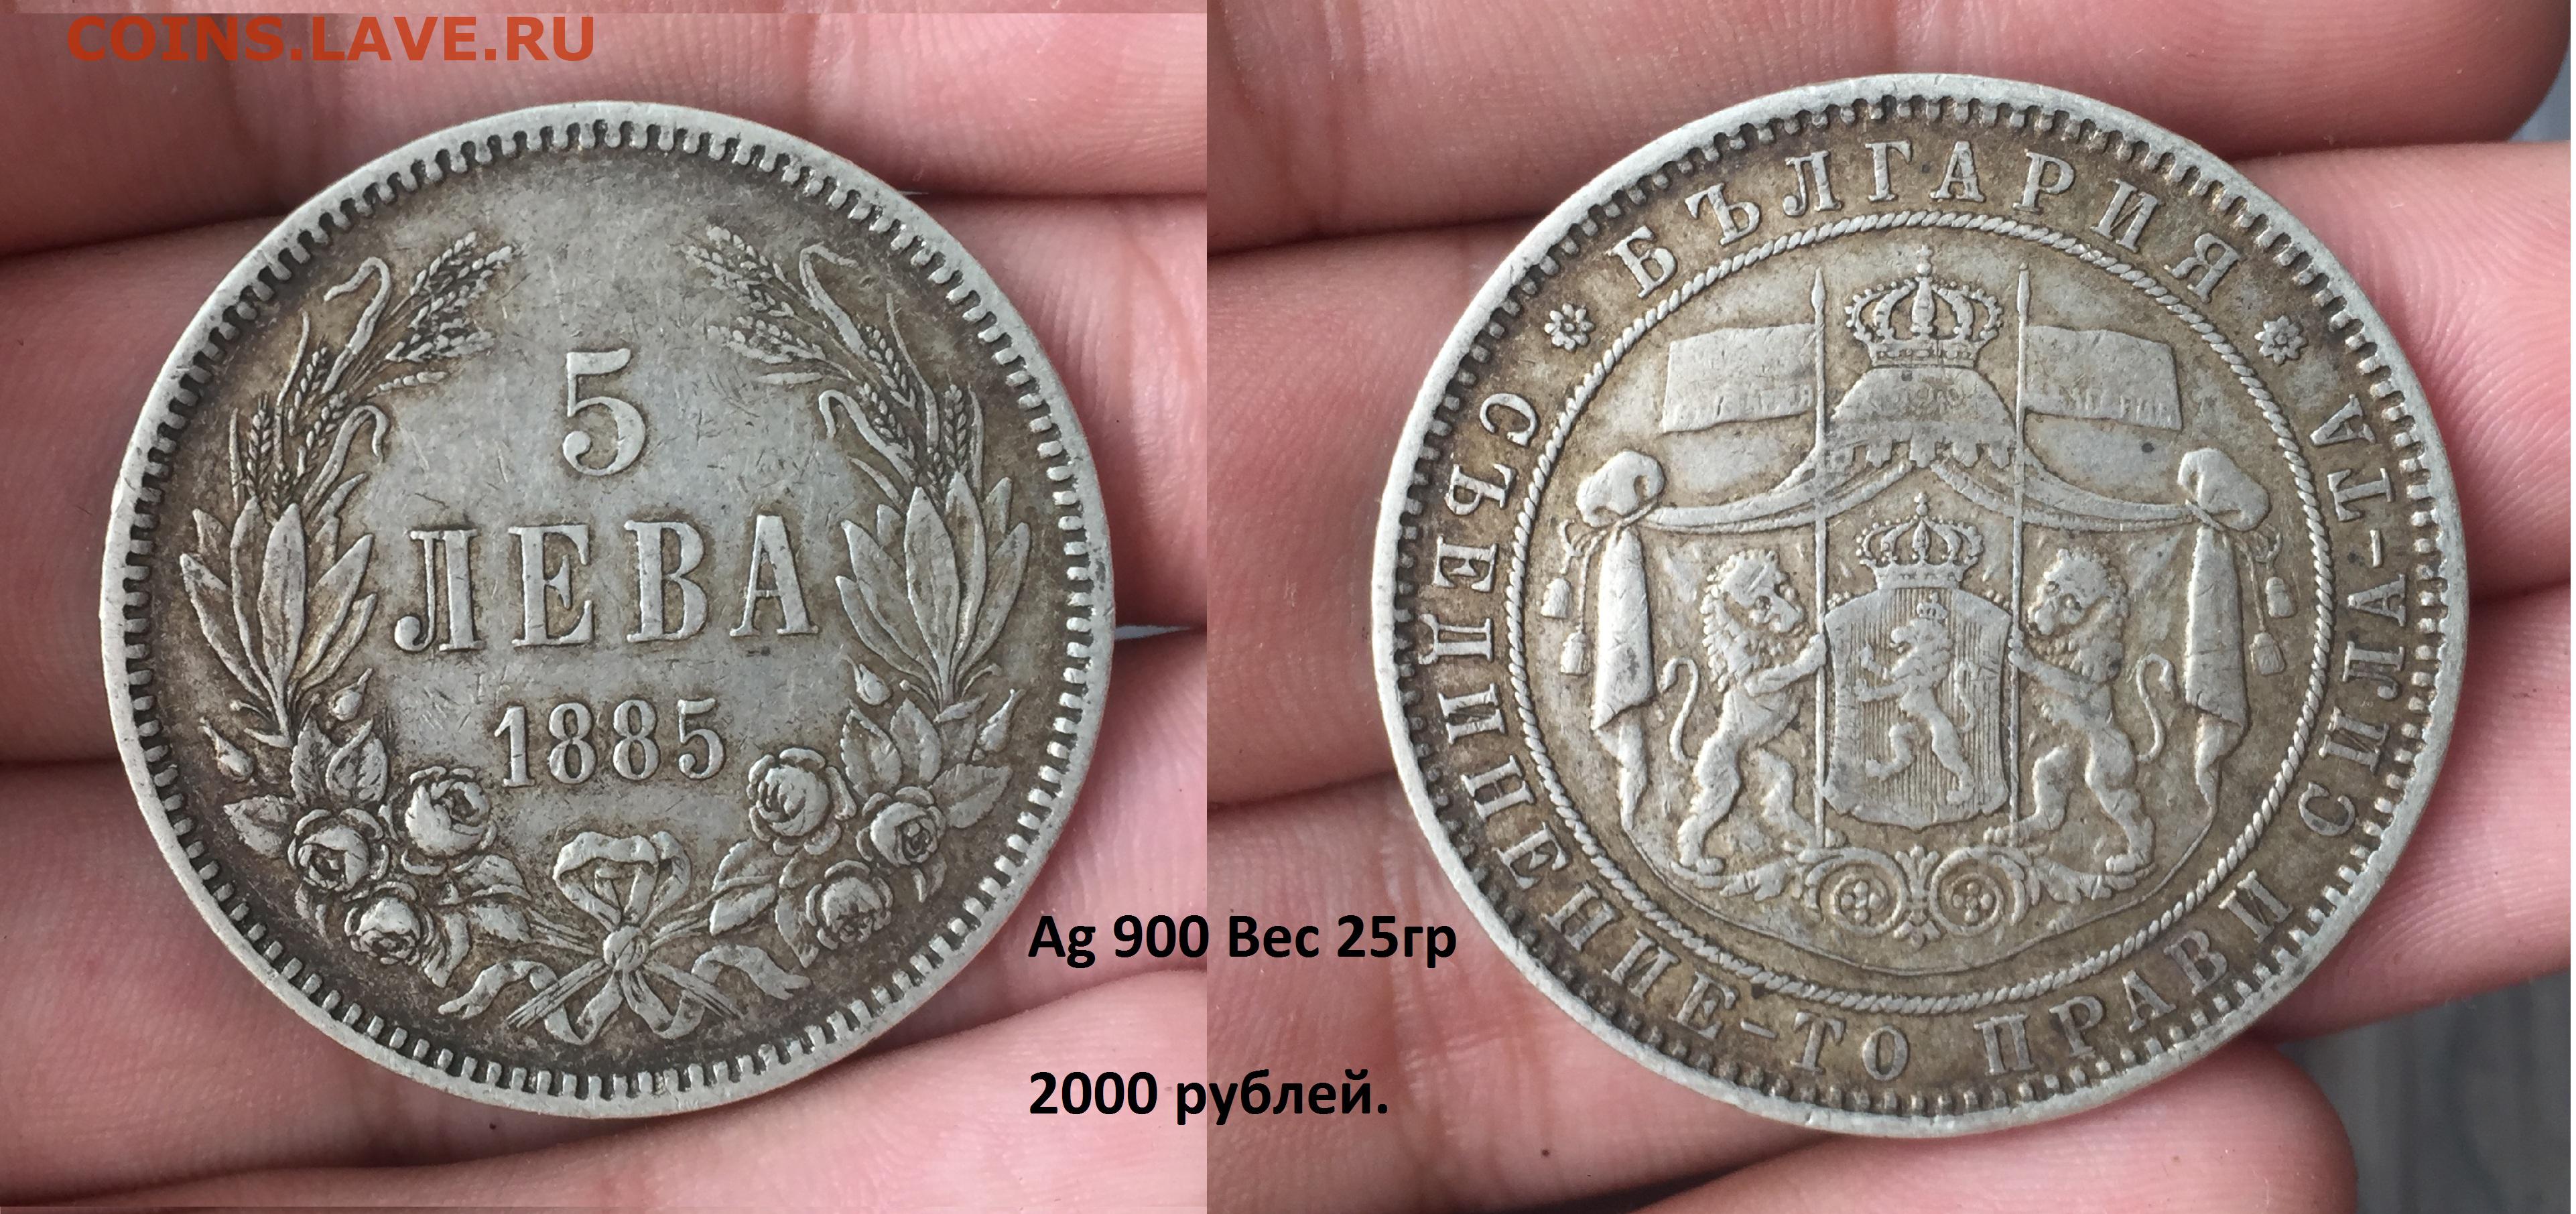 COINS.LAVE.RU
5
ЛЕВА
1885
БЪЛГАРИЯ
СЪЕДИНЕНИЕ-ТО ПРАВИ СИЛА-ТА
Ag 900 Вес 25гр
2000 рублей.